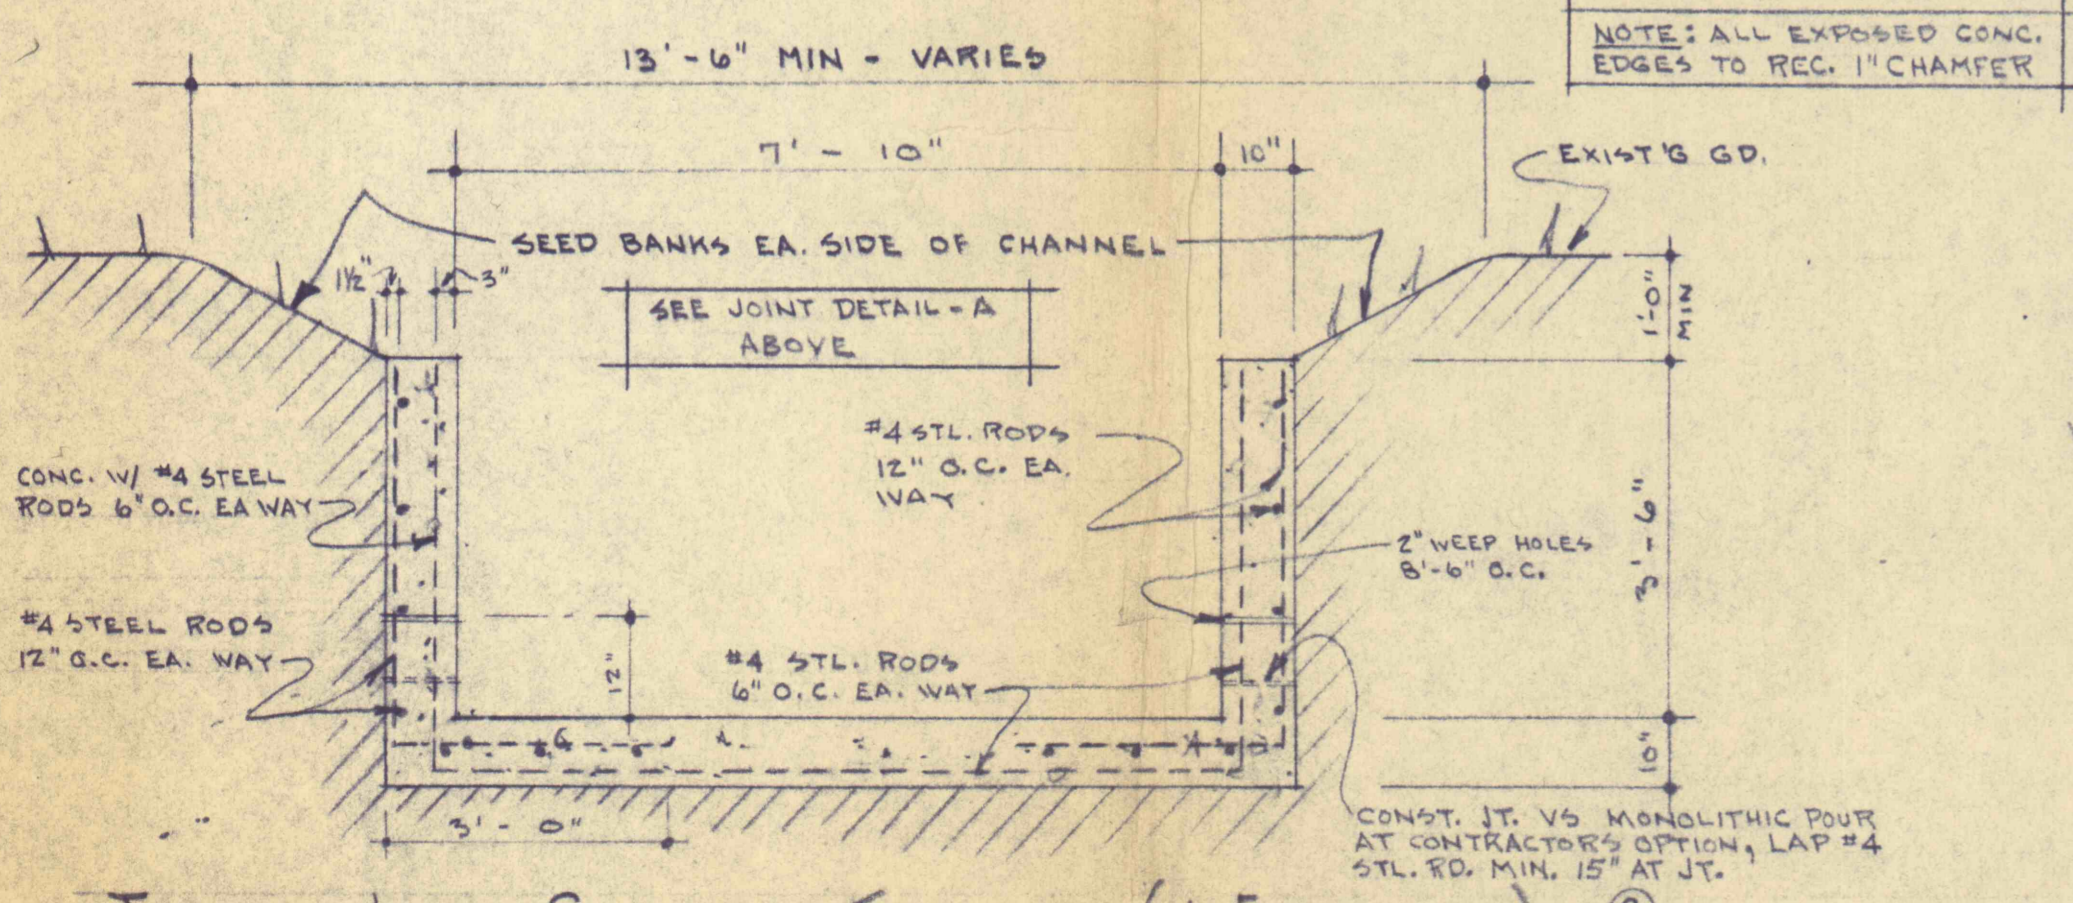 NOTE: ALL EXPOSED CONC.
EDGES TO REC. 1" CHAMFER
13'-6" MIN - VARIES
7' - 10"
10"
EXIST'G GD.
SEED BANKS EA. SIDE OF CHANNEL
1½"
3"
SEE JOINT DETAIL - A
ABOVE
1'-0"
MIN
#4 STL. RODS
12" O.C. EA.
WAY
CONC. W/ #4 STEEL
RODS 6" O.C. EA WAY
3'-6"
2" WEEP HOLES
8'-6" O.C.
#4 STEEL RODS
12" O.C. EA. WAY
12"
#4 STL. RODS
6" O.C. EA. WAY
10"
3' - 0"
CONST. JT. VS MONOLITHIC POUR
AT CONTRACTORS OPTION, LAP #4
STL. RD. MIN. 15" AT JT.